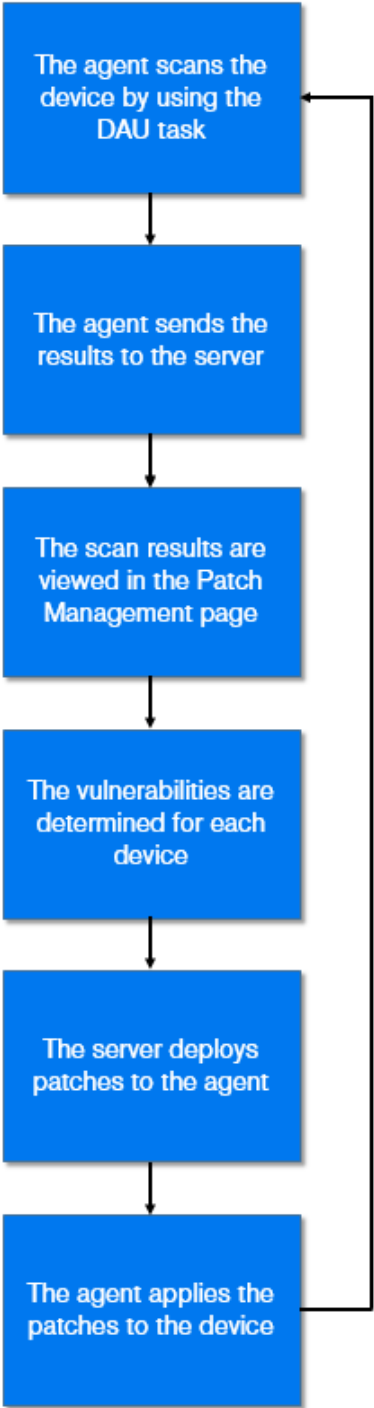 The agent scans the
device by using the
DAU task
The agent sends the
results to the server
The scan results are
viewed in the Patch
Management page
The vulnerabilities are
determined for each
device
The server deploys
patches to the agent
The agent applies the
patches to the device